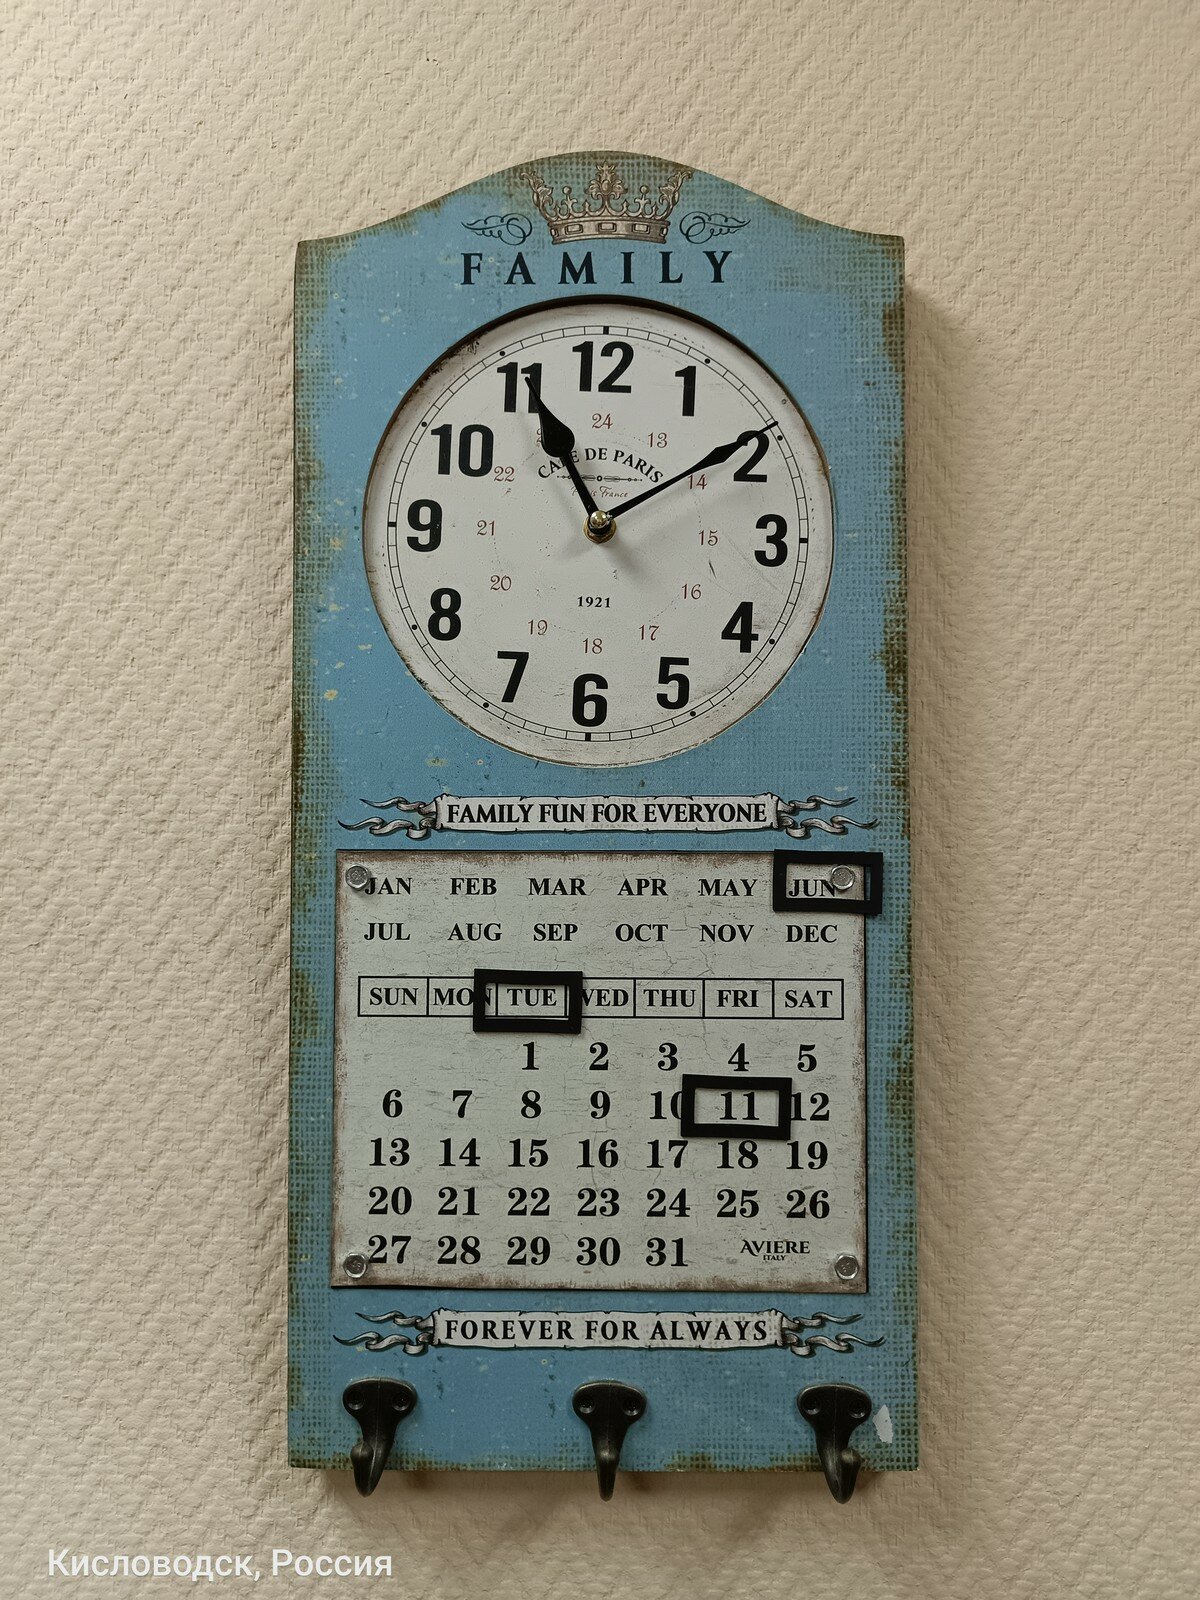 FAMILY
12
11 1
24
13
10 2
CAFE DE PARIS
22 14
Paris France
9 21 15 3
20 16
8 1921 4
19 17
18
7 5
6
FAMILY FUN FOR EVERYONE
JAN FEB MAR APR MAY JUN
JUL AUG SEP OCT NOV DEC
SUN MON TUE WED THU FRI SAT
1 2 3 4 5
6 7 8 9 10 11 12
13 14 15 16 17 18 19
20 21 22 23 24 25 26
27 28 29 30 31
AVIERE
ITALY
FOREVER FOR ALWAYS
Кисловодск, Россия